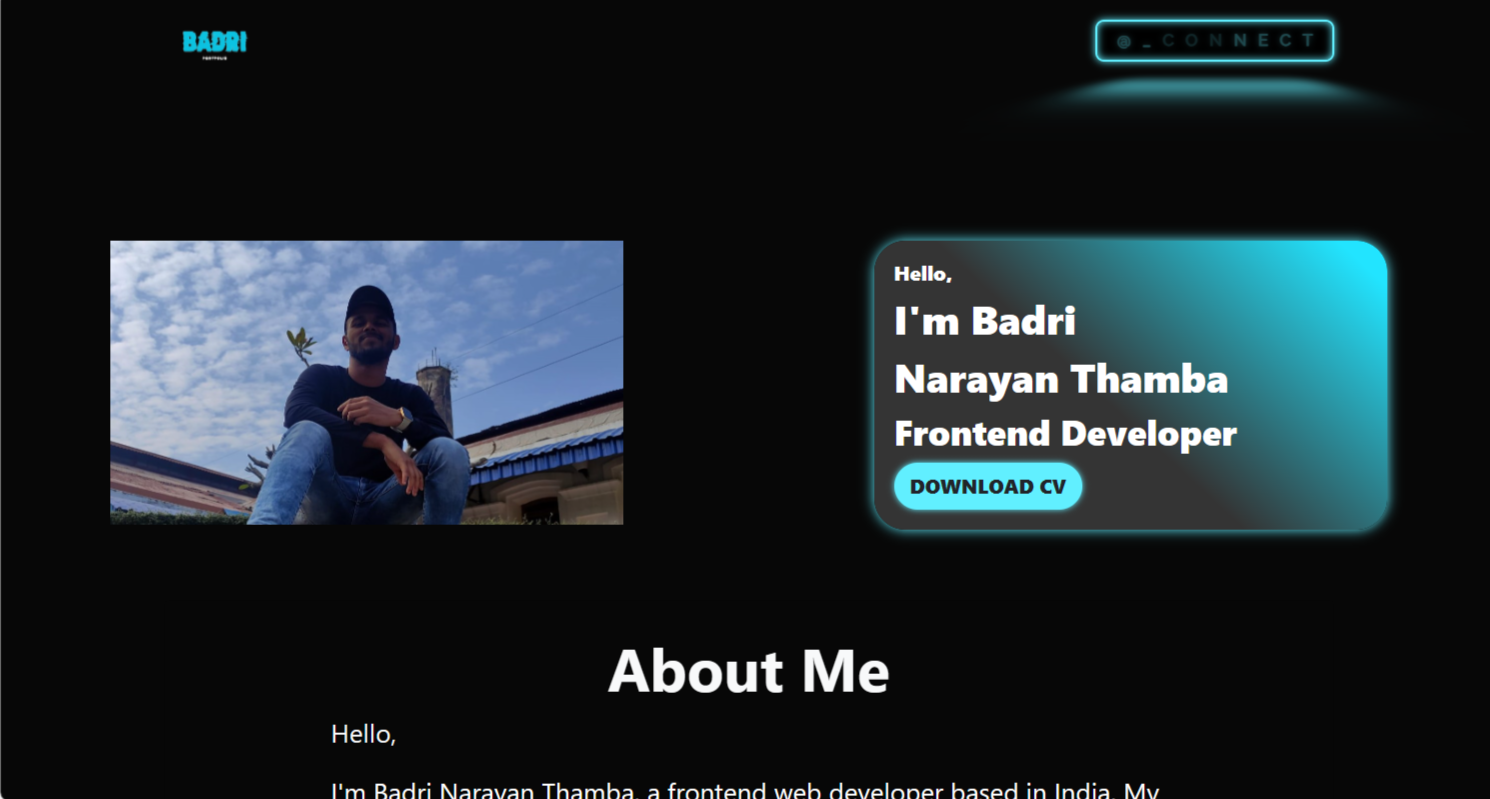 BADRI
PORTFOLIO
@_CONNECT
Hello,
I'm Badri
Narayan Thamba
Frontend Developer
DOWNLOAD CV
About Me
Hello,
I'm Badri Narayan Thamba, a frontend web developer based in India. My